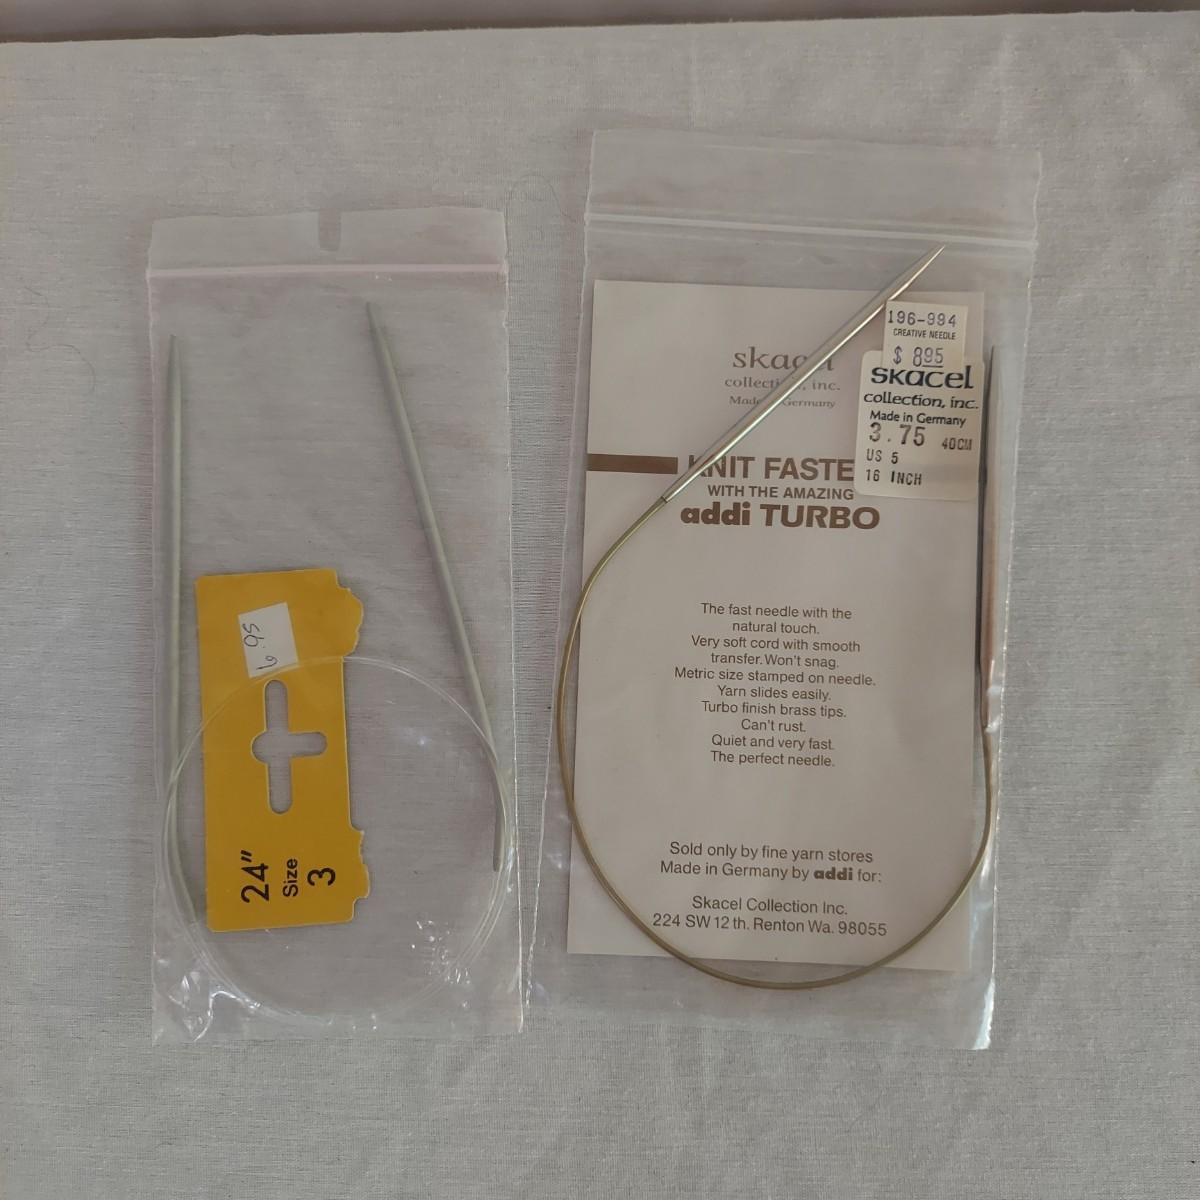 6.95
24"
Size
3
skacel
collection, inc.
Made in Germany
KNIT FASTE
WITH THE AMAZING
addi TURBO
The fast needle with the
natural touch.
Very soft cord with smooth
transfer. Won't snag.
Metric size stamped on needle.
Yarn slides easily.
Turbo finish brass tips.
Can't rust.
Quiet and very fast.
The perfect needle.
Sold only by fine yarn stores
Made in Germany by addi for:
Skacel Collection Inc.
224 SW 12 th. Renton Wa. 98055
196-994
CREATIVE NEEDLE
$ 895
skacel
collection, inc.
Made in Germany
3.75 40CM
US 5
16 INCH